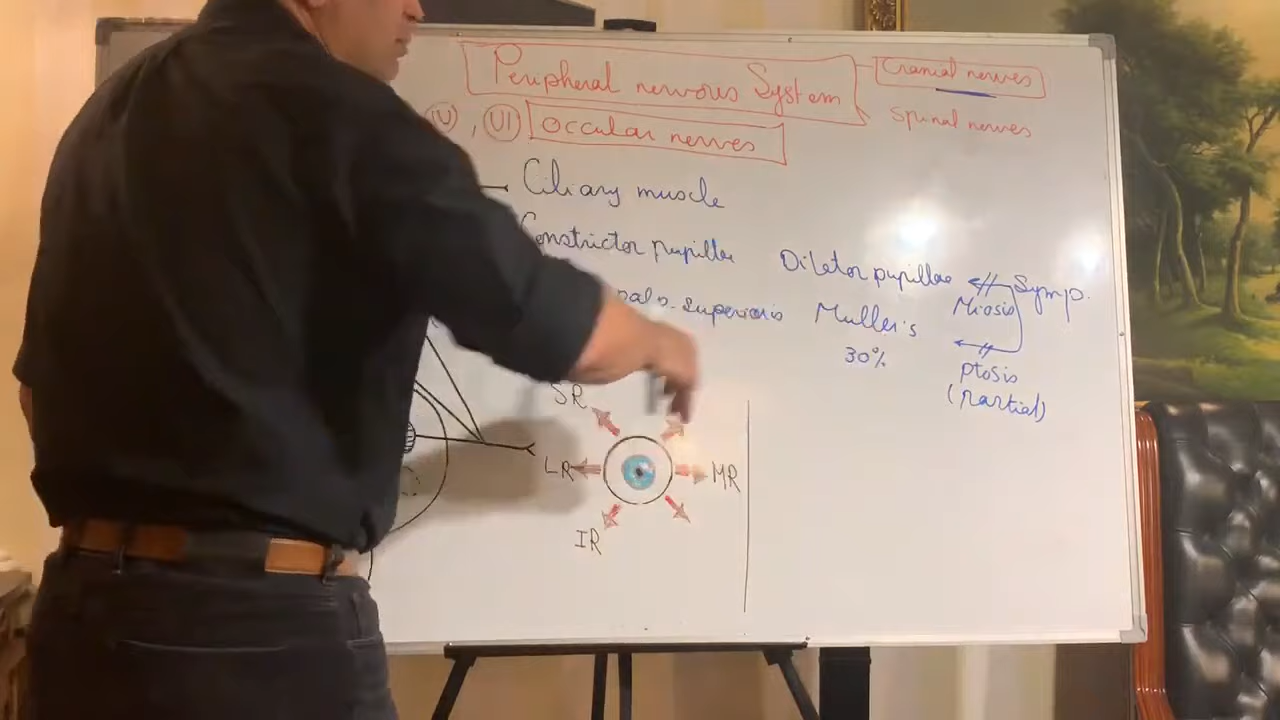 Peripheral nervous System
Cranial nerves
Spinal nerves
(IV), (VI) Occular nerves
Ciliary muscle
Constrictor pupillae
Dilator pupillae
Symp.
Miosis
superioris
Muller's
30%
Ptosis
(partial)
SR
LR
MR
IR